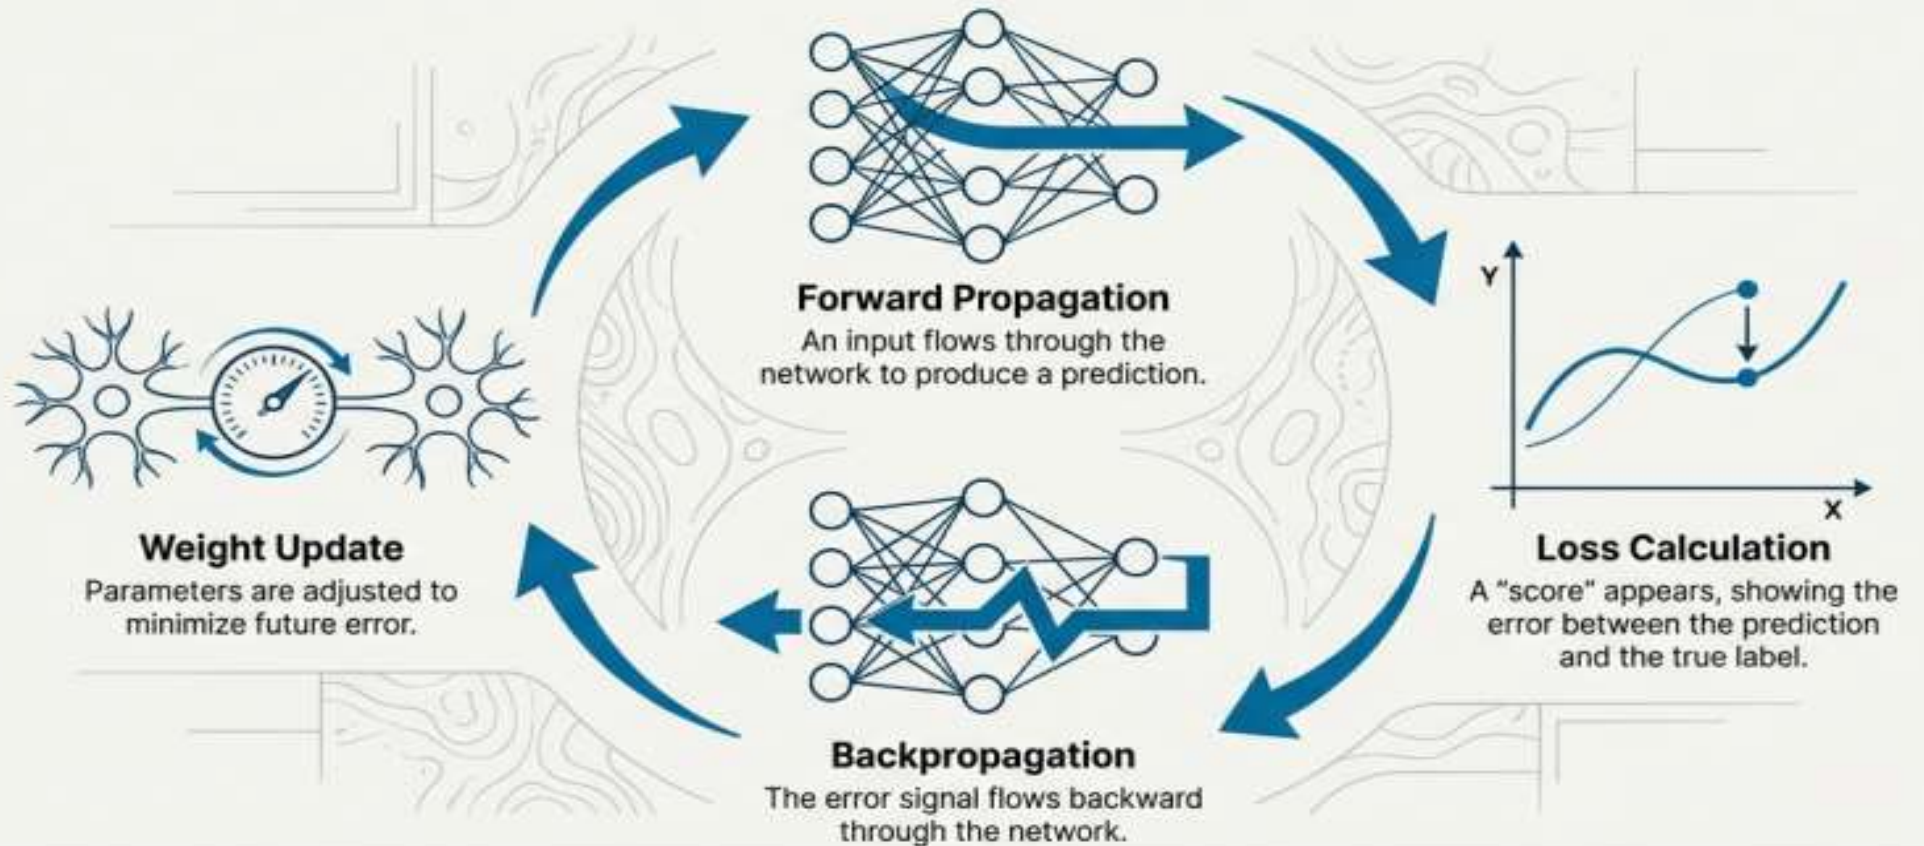 Forward Propagation
An input flows through the
network to produce a prediction.
Y
X
Loss Calculation
A “score” appears, showing the
error between the prediction
and the true label.
Backpropagation
The error signal flows backward
through the network.
Weight Update
Parameters are adjusted to
minimize future error.